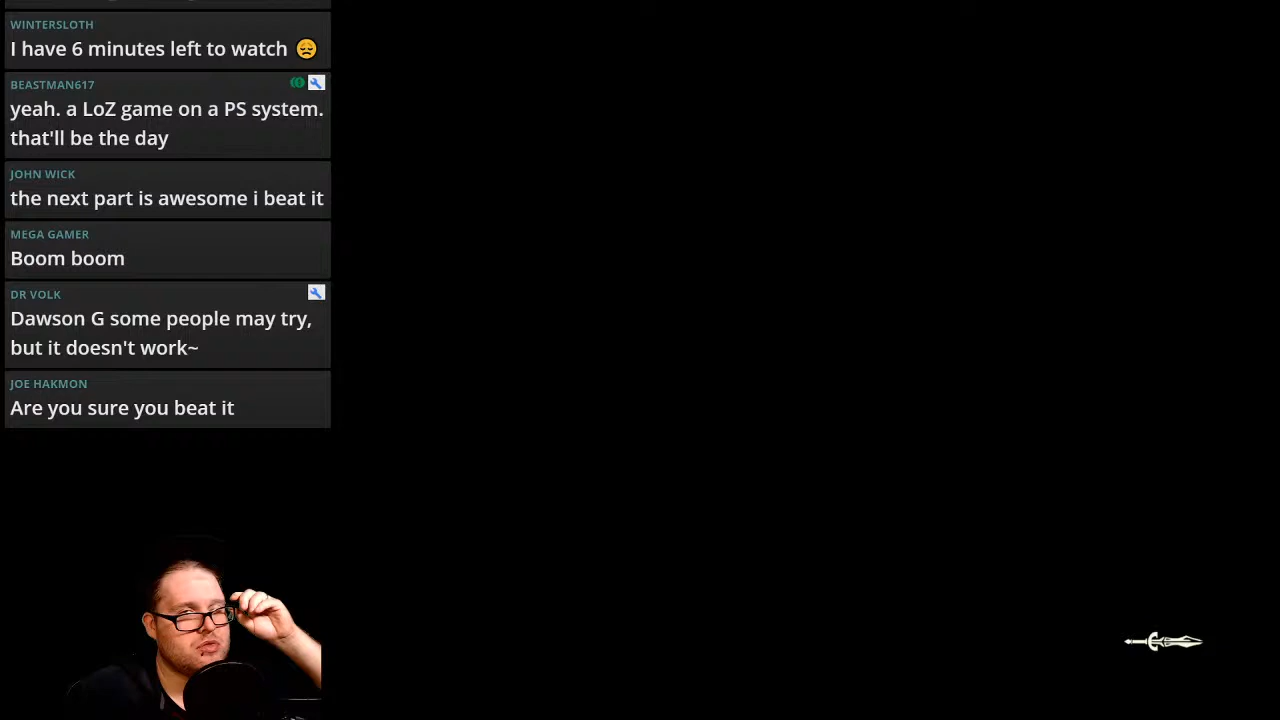 WINTERSLOTH
I have 6 minutes left to watch 😞
BEASTMAN617
yeah. a LoZ game on a PS system.
that'll be the day
JOHN WICK
the next part is awesome i beat it
MEGA GAMER
Boom boom
DR VOLK
Dawson G some people may try,
but it doesn't work~
JOE HAKMON
Are you sure you beat it